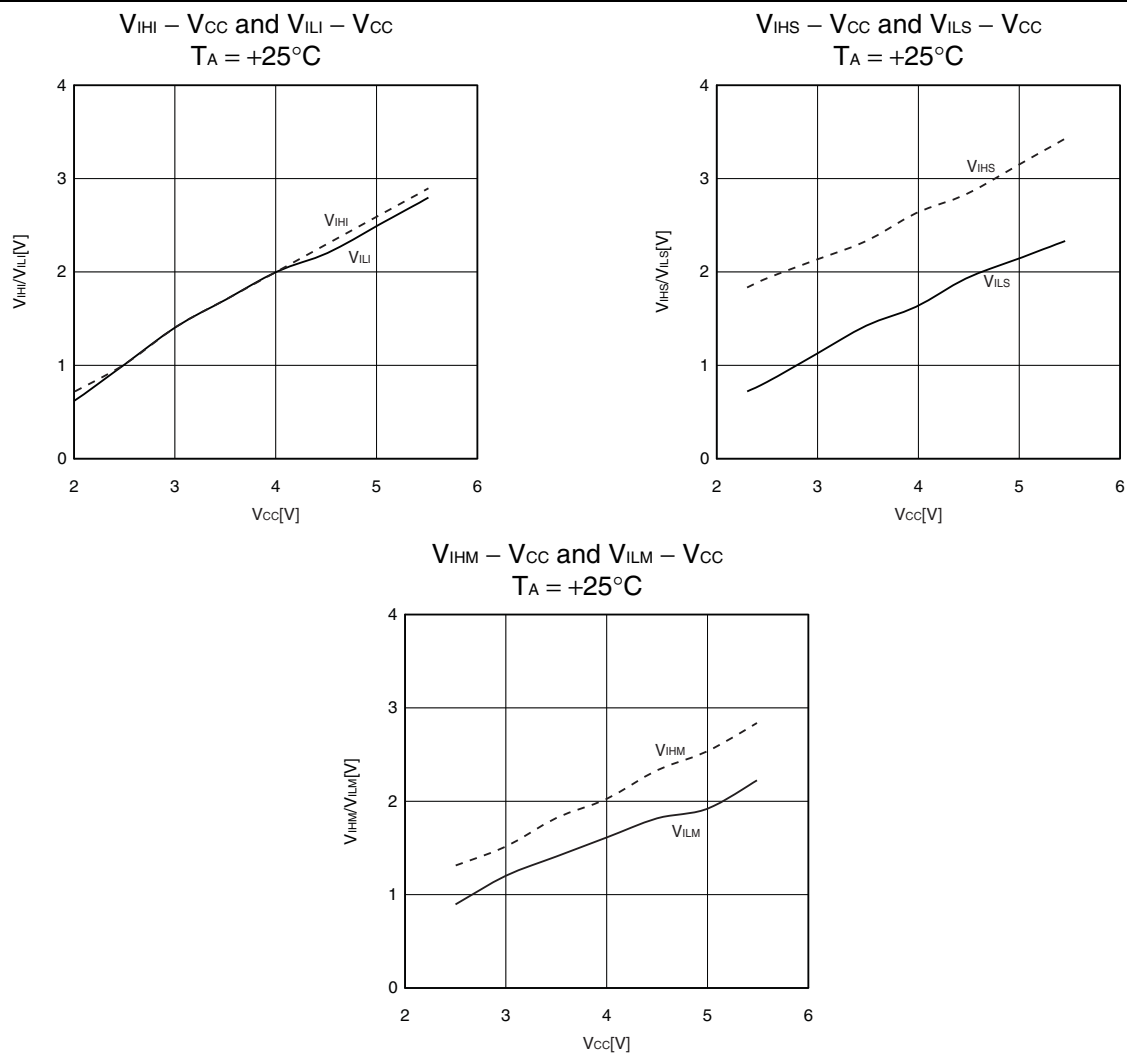 VIHI – VCC and VILI – VCC
TA = +25°C
VIHI/VILI[V]
4
3
2
1
0
VIHI
VILI
2 3 4 5 6
VCC[V]
VIHS – VCC and VILS – VCC
TA = +25°C
VIHS/VILS[V]
4
3
2
1
0
VIHS
VILS
2 3 4 5 6
VCC[V]
VIHM – VCC and VILM – VCC
TA = +25°C
VIHM/VILM[V]
4
3
2
1
0
VIHM
VILM
2 3 4 5 6
VCC[V]